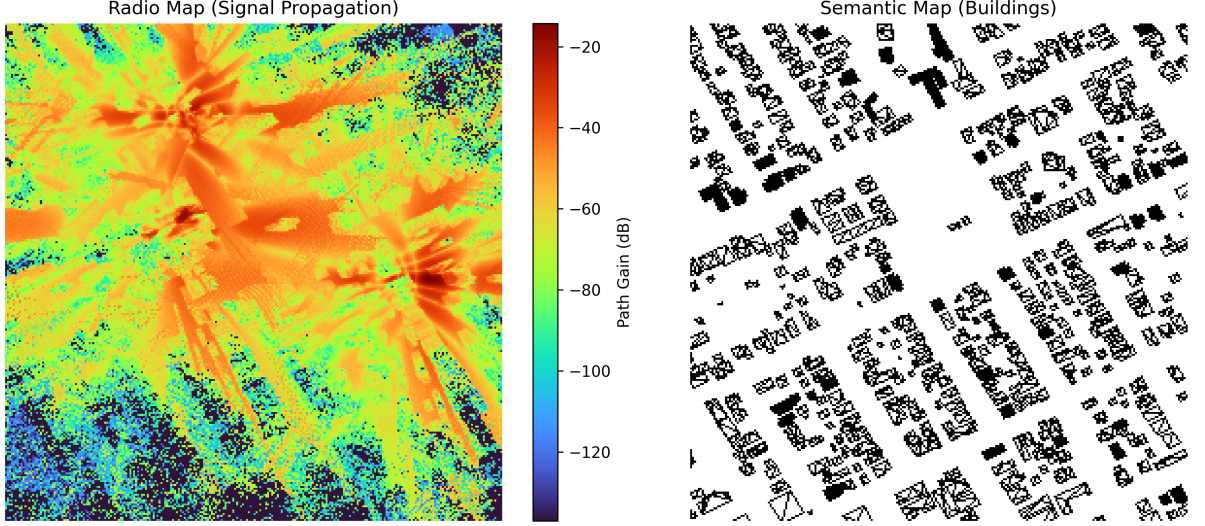 Radio Map (Signal Propagation)
Semantic Map (Buildings)
−20
−40
−60
−80
−100
−120
Path Gain (dB)